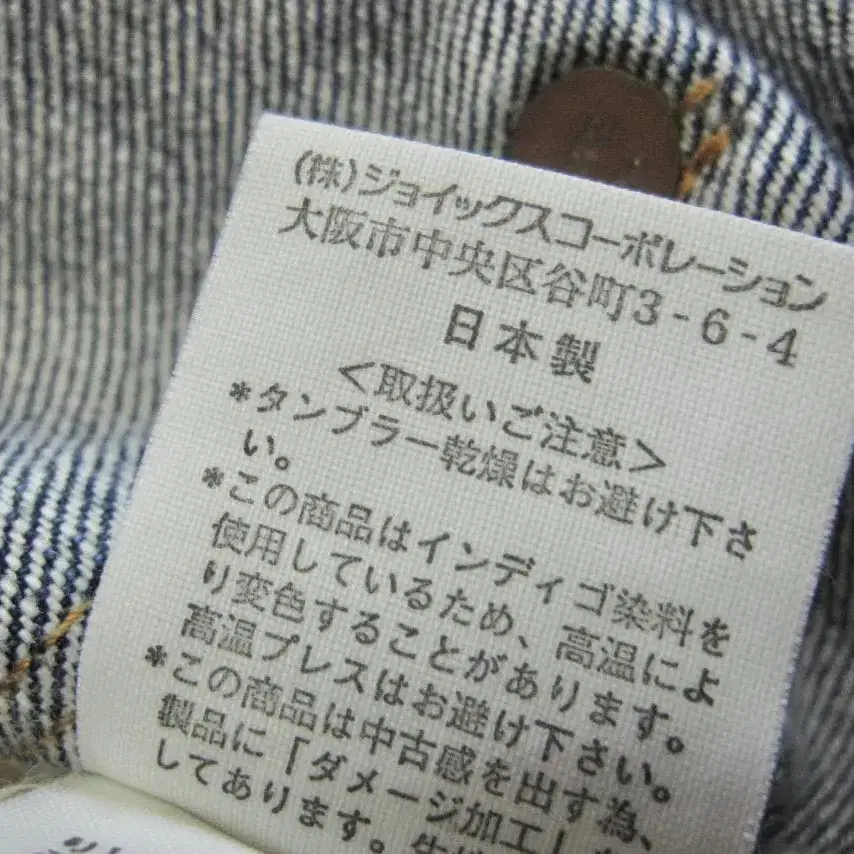 (株)ジョイックスコーポレーション
大阪市中央区谷町3-6-4
日本製
<取扱いご注意>
*タンブラー乾燥はお避け下さ
い。
*この商品はインディゴ染料を
使用しているため、高温によ
り変色することがあります。
高温プレスはお避け下さい。
*この商品は中古感を出す為、
製品に「ダメージ加工」
してあります。